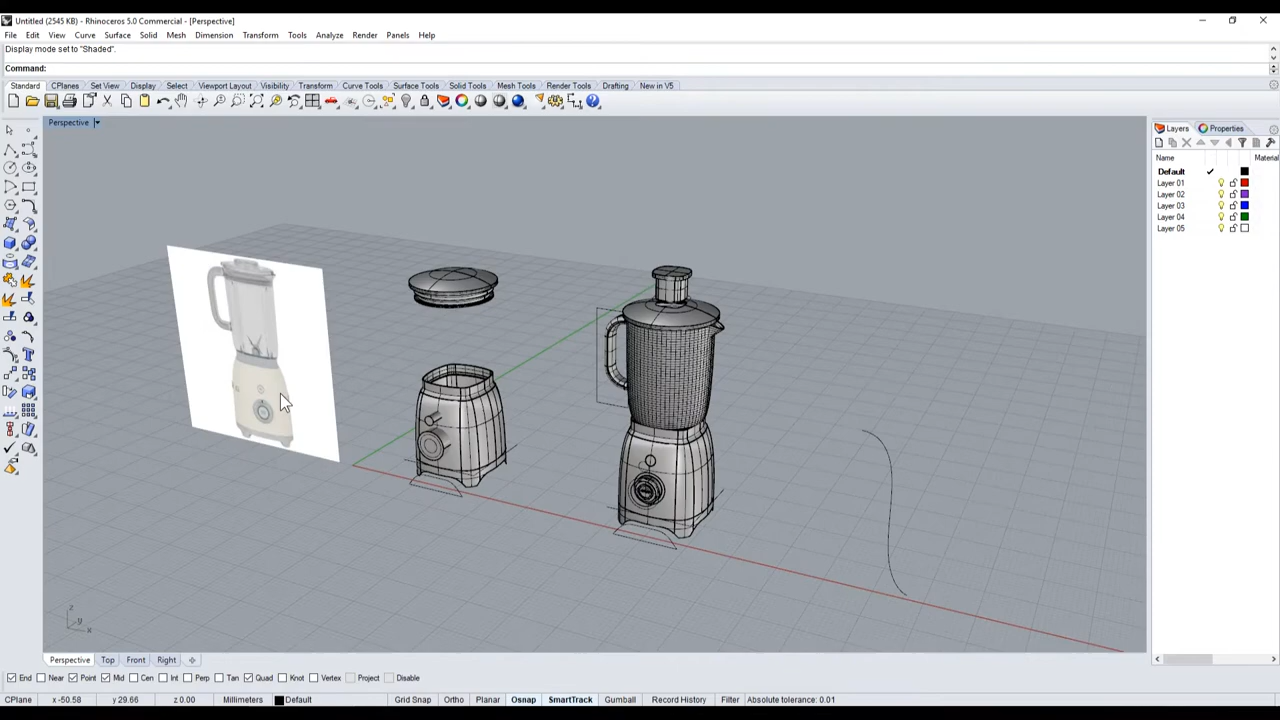 Untitled (2545 KB) - Rhinoceros 5.0 Commercial - [Perspective]
File Edit View Curve Surface Solid Mesh Dimension Transform Tools Analyze Render Panels Help
Display mode set to "Shaded".
Command:
Standard CPlanes Set View Display Select Viewport Layout Visibility Transform Curve Tools Surface Tools Solid Tools Mesh Tools Render Tools Drafting New in V5
Perspective
Layers Properties
Name Material
Default
Layer 01
Layer 02
Layer 03
Layer 04
Layer 05
z
y
x
Perspective Top Front Right
End Near Point Mid Cen Int Perp Tan Quad Knot Vertex Project Disable
CPlane x -50.58 y 29.66 z 0.00 Millimeters Default Grid Snap Ortho Planar Osnap SmartTrack Gumball Record History Filter Absolute tolerance: 0.01